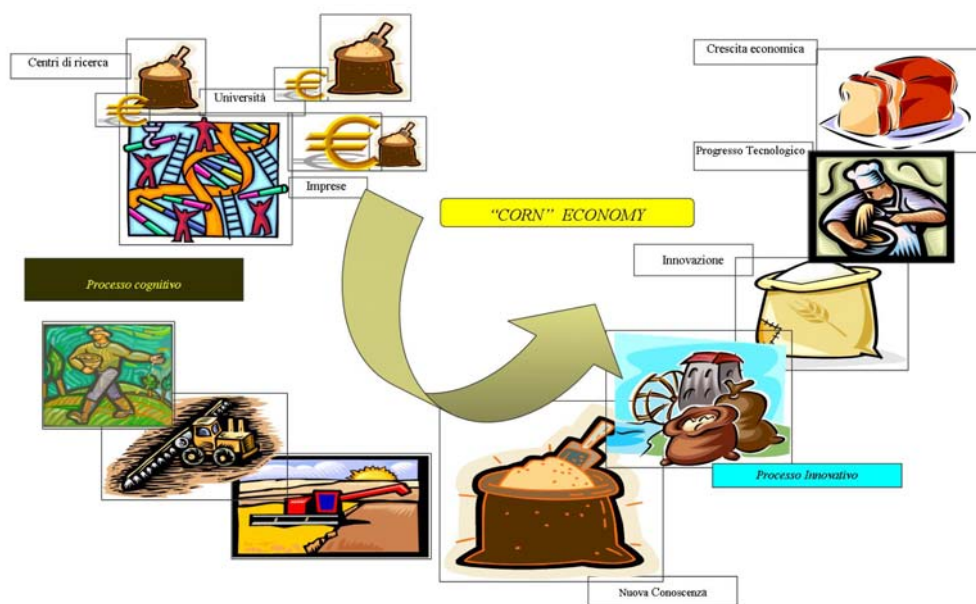 Centri di ricerca
Università
Imprese
Crescita economica
Progresso Tecnologico
"CORN" ECONOMY
Innovazione
Processo cognitivo
Processo Innovativo
Nuova Conoscenza